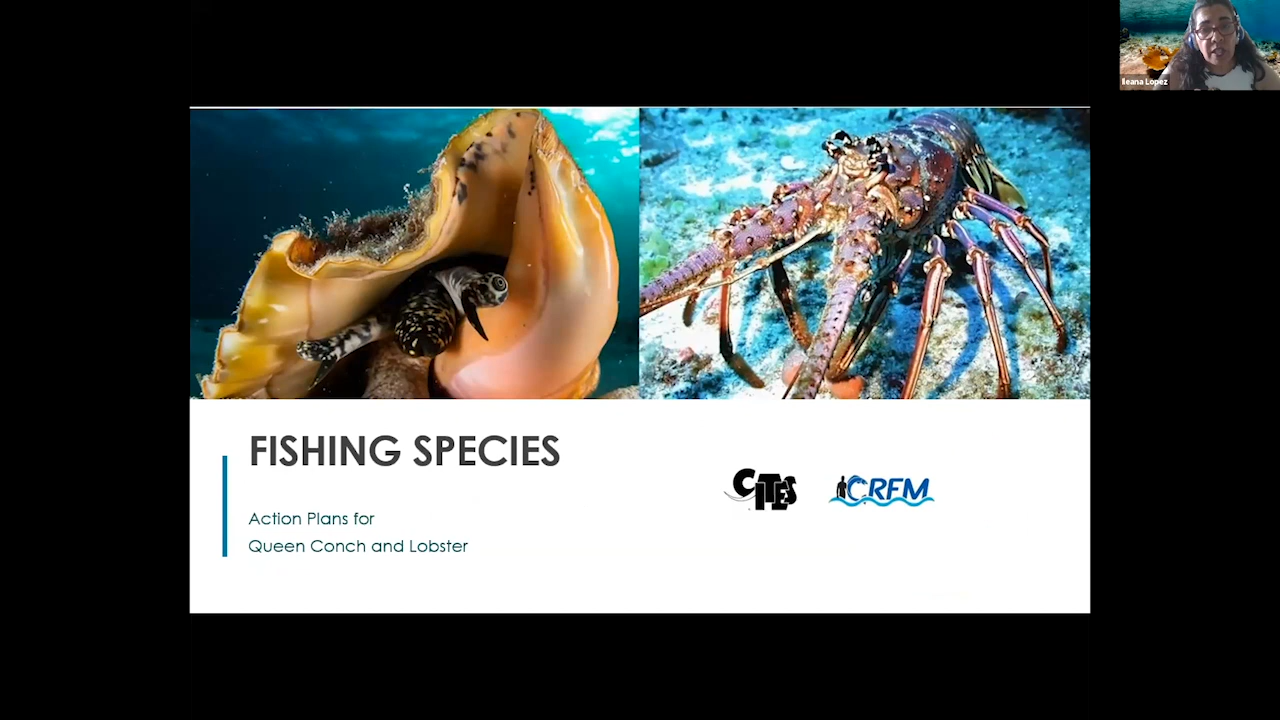 Ileana Lopez
FISHING SPECIES
CITES
CRFM
Action Plans for
Queen Conch and Lobster